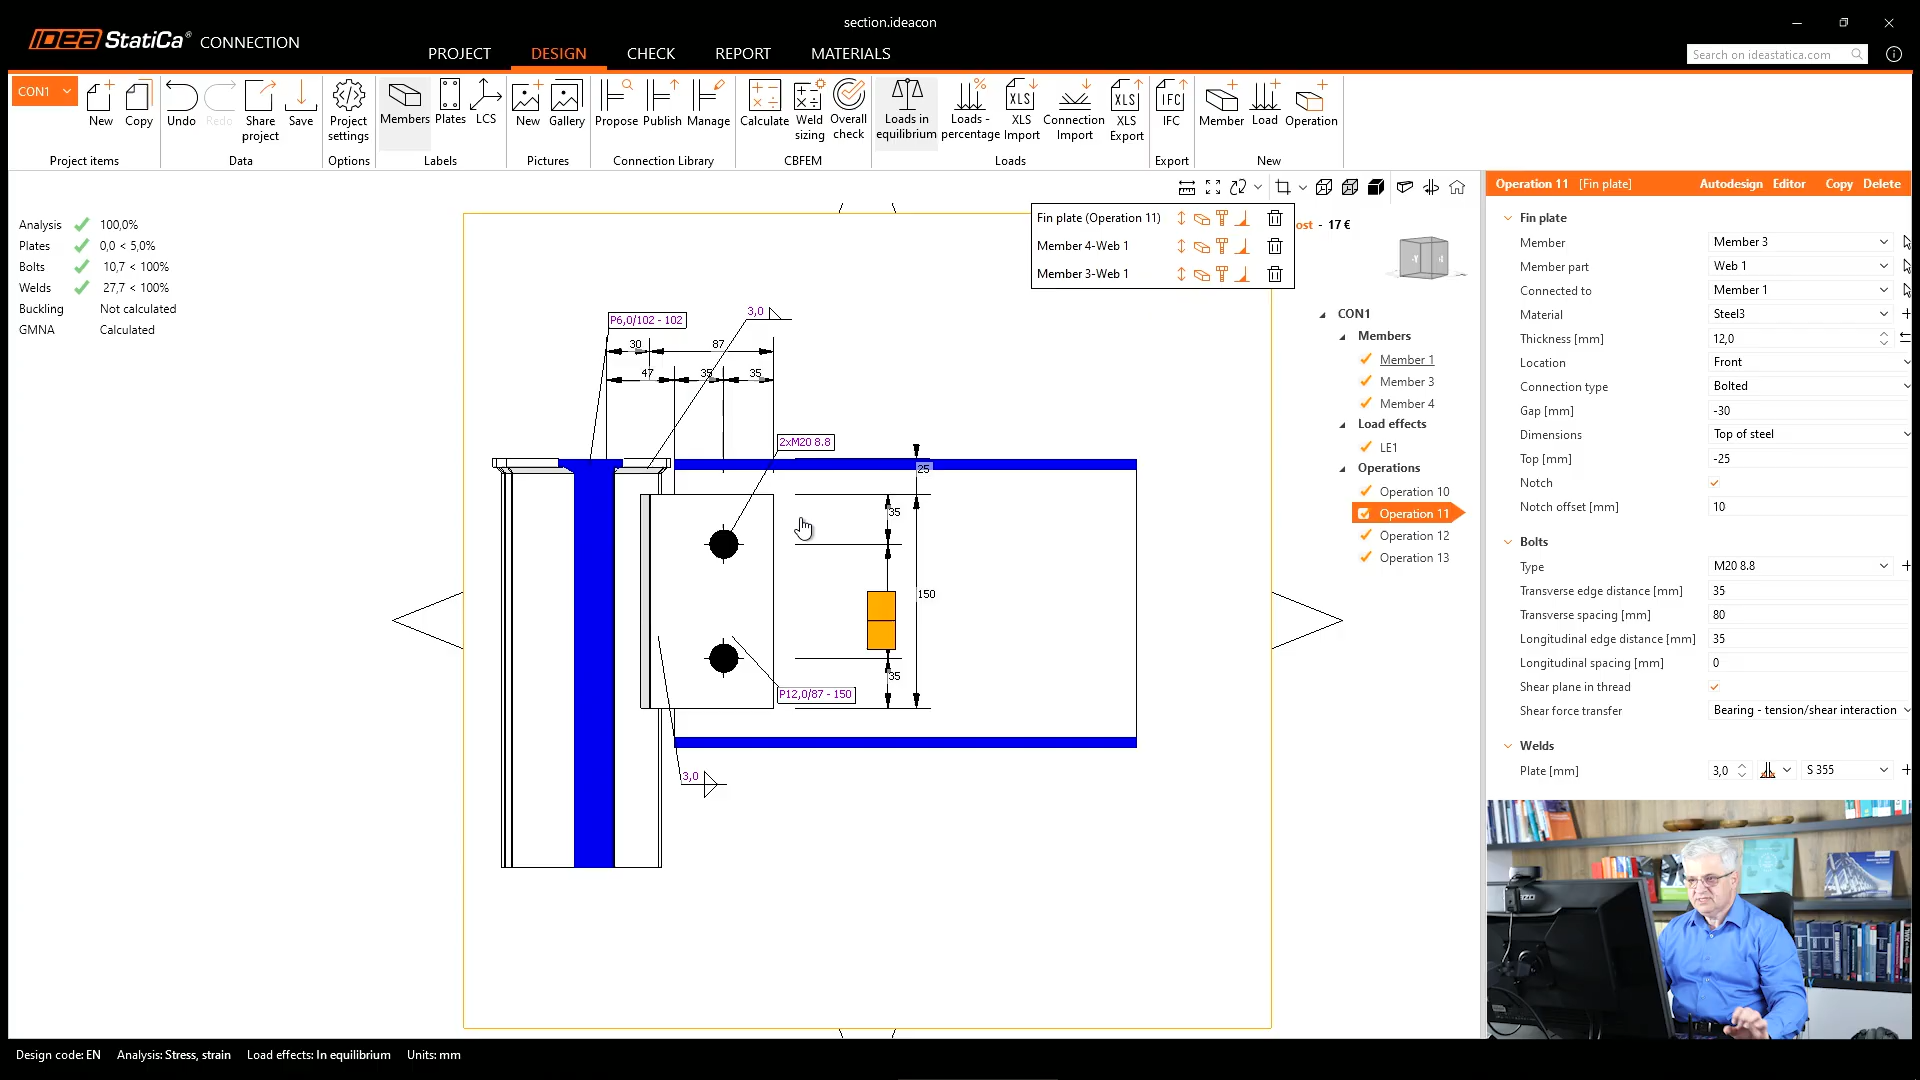 section.ideacon
IDEA StatiCa® CONNECTION
PROJECT DESIGN CHECK REPORT MATERIALS
Search on ideastatica.com
CON1
New Copy Undo Redo Share project Save Project settings Members Plates LCS New Gallery Propose Publish Manage Calculate Weld sizing Overall check Loads in equilibrium Loads - percentage XLS Import Connection Import XLS Export IFC Member Load Operation
Project items Data Options Labels Pictures Connection Library CBFEM Loads Export New
Analysis 100,0%
Plates 0,0 < 5,0%
Bolts 10,7 < 100%
Welds 27,7 < 100%
Buckling Not calculated
GMNA Calculated
Fin plate (Operation 11)
Member 4-Web 1
Member 3-Web 1
ost - 17 €
P6,0/102 - 102
3,0
30 87
47 35 35
2xM20 8.8
25
35
150
35
P12,0/87 - 150
3,0
CON1
Members
Member 1
Member 3
Member 4
Load effects
LE1
Operations
Operation 10
Operation 11
Operation 12
Operation 13
Operation 11 [Fin plate] Autodesign Editor Copy Delete
Fin plate
Member Member 3
Member part Web 1
Connected to Member 1
Material Steel3
Thickness [mm] 12,0
Location Front
Connection type Bolted
Gap [mm] -30
Dimensions Top of steel
Top [mm] -25
Notch
Notch offset [mm] 10
Bolts
Type M20 8.8
Transverse edge distance [mm] 35
Transverse spacing [mm] 80
Longitudinal edge distance [mm] 35
Longitudinal spacing [mm] 0
Shear plane in thread
Shear force transfer Bearing - tension/shear interaction
Welds
Plate [mm] 3,0 S 355
Design code: EN Analysis: Stress, strain Load effects: In equilibrium Units: mm